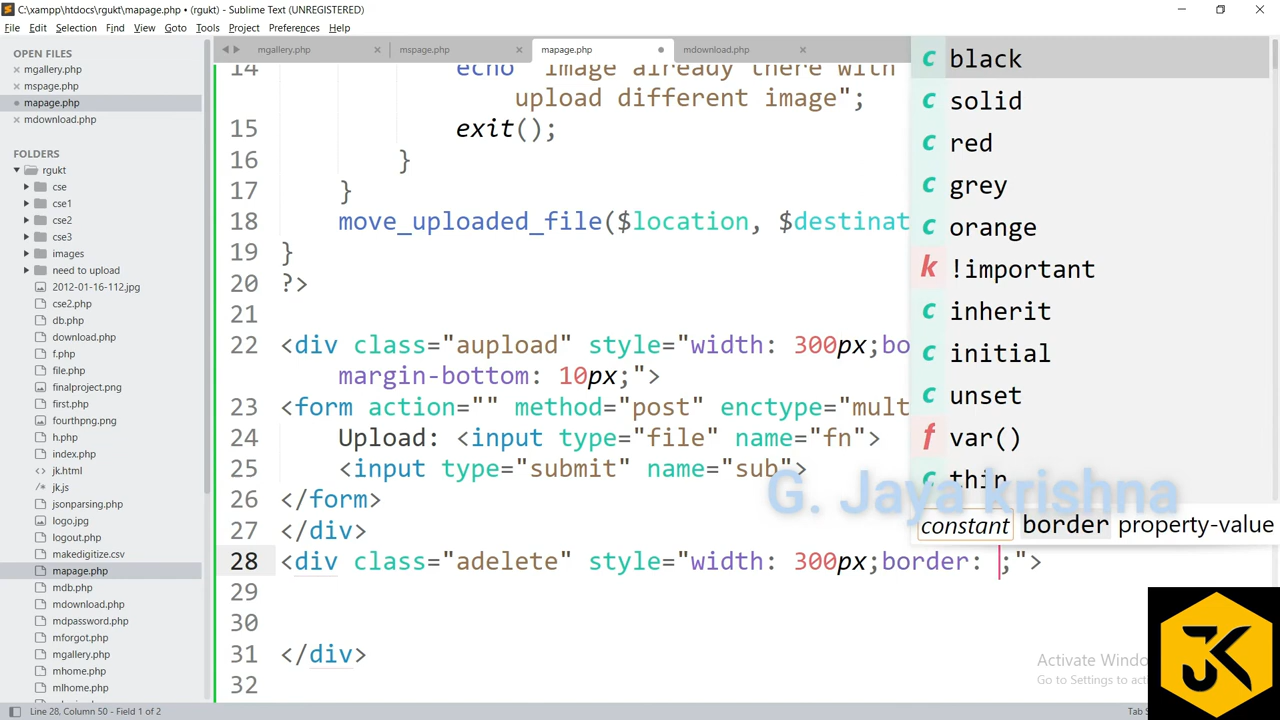 C:\xampp\htdocs\rgukt\mapage.php • (rgukt) - Sublime Text (UNREGISTERED)
File Edit Selection Find View Goto Tools Project Preferences Help
OPEN FILES
mgallery.php
mspage.php
mapage.php
mdownload.php
FOLDERS
rgukt
cse
cse1
cse2
cse3
images
need to upload
2012-01-16-112.jpg
cse2.php
db.php
download.php
f.php
file.php
finalproject.png
first.php
fourthpng.png
h.php
index.php
jk.html
jk.js
jsonparsing.php
logo.jpg
logout.php
makedigitize.csv
mapage.php
mdb.php
mdownload.php
mdpassword.php
mforgot.php
mgallery.php
mhome.php
mlhome.php
mgallery.php mspage.php mapage.php mdownload.php
14 echo "image already there with
upload different image";
15 exit();
16 }
17 }
18 move_uploaded_file($location, $destinat
19 }
20 ?>
21
22 <div class="aupload" style="width: 300px;bo
margin-bottom: 10px;">
23 <form action="" method="post" enctype="mult
24 Upload: <input type="file" name="fn">
25 <input type="submit" name="sub">
26 </form>
27 </div>
28 <div class="adelete" style="width: 300px;border: ;">
29
30
31 </div>
32
c black
c solid
c red
c grey
c orange
k !important
c inherit
c initial
c unset
f var()
c thin
constant border property-value
G. Jaya krishna
JK
Activate Windo
Go to Settings to act
Line 28, Column 50 - Field 1 of 2
Tab S